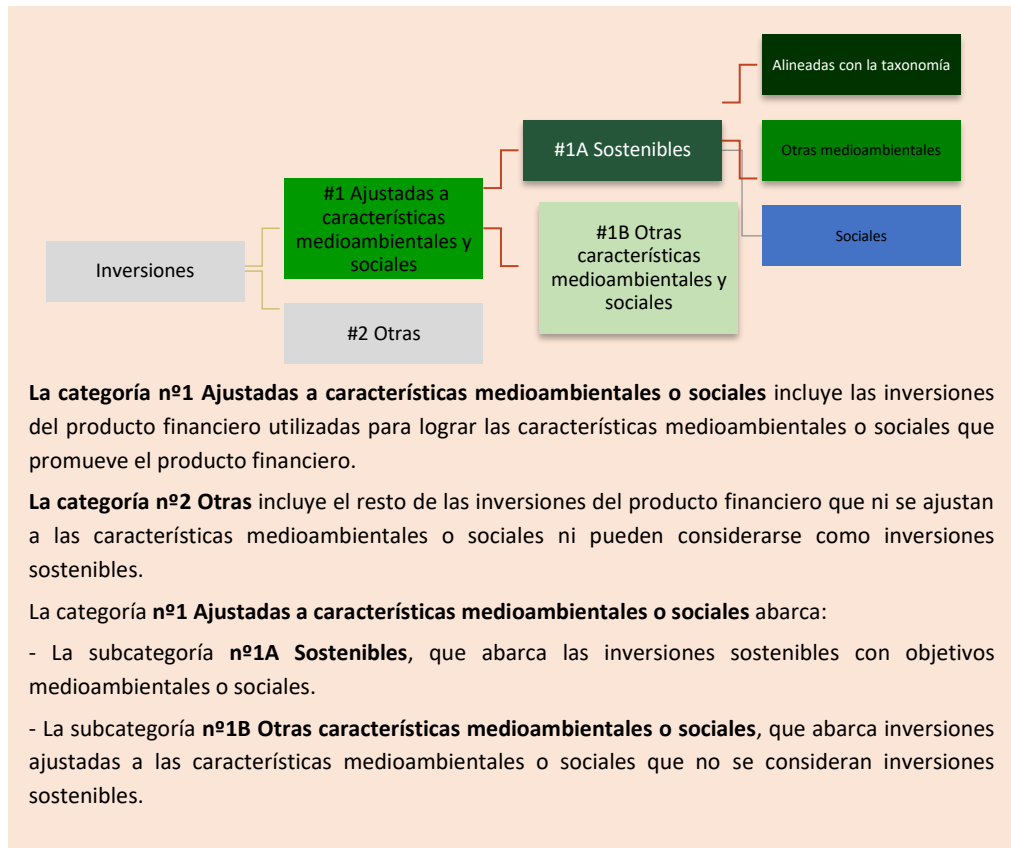 Alineadas con la taxonomía
#1A Sostenibles
Otras medioambientales
#1 Ajustadas a
características
medioambientales y
sociales
#1B Otras
características
medioambientales y
sociales
Sociales
Inversiones
#2 Otras
La categoría nº1 Ajustadas a características medioambientales o sociales incluye las inversiones
del producto financiero utilizadas para lograr las características medioambientales o sociales que
promueve el producto financiero.
La categoría nº2 Otras incluye el resto de las inversiones del producto financiero que ni se ajustan
a las características medioambientales o sociales ni pueden considerarse como inversiones
sostenibles.
La categoría nº1 Ajustadas a características medioambientales o sociales abarca:
- La subcategoría nº1A Sostenibles, que abarca las inversiones sostenibles con objetivos
medioambientales o sociales.
- La subcategoría nº1B Otras características medioambientales o sociales, que abarca inversiones
ajustadas a las características medioambientales o sociales que no se consideran inversiones
sostenibles.